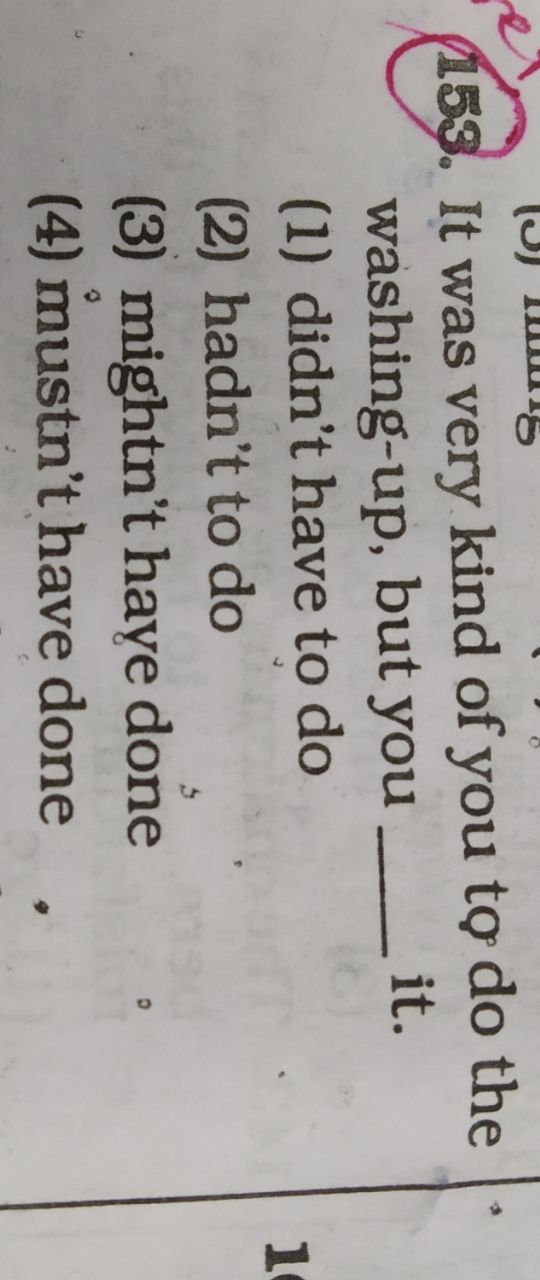 153. It was very kind of you to do the
washing-up, but you ______ it.
(1) didn't have to do
(2) hadn't to do
(3) mightn't have done
(4) mustn't have done